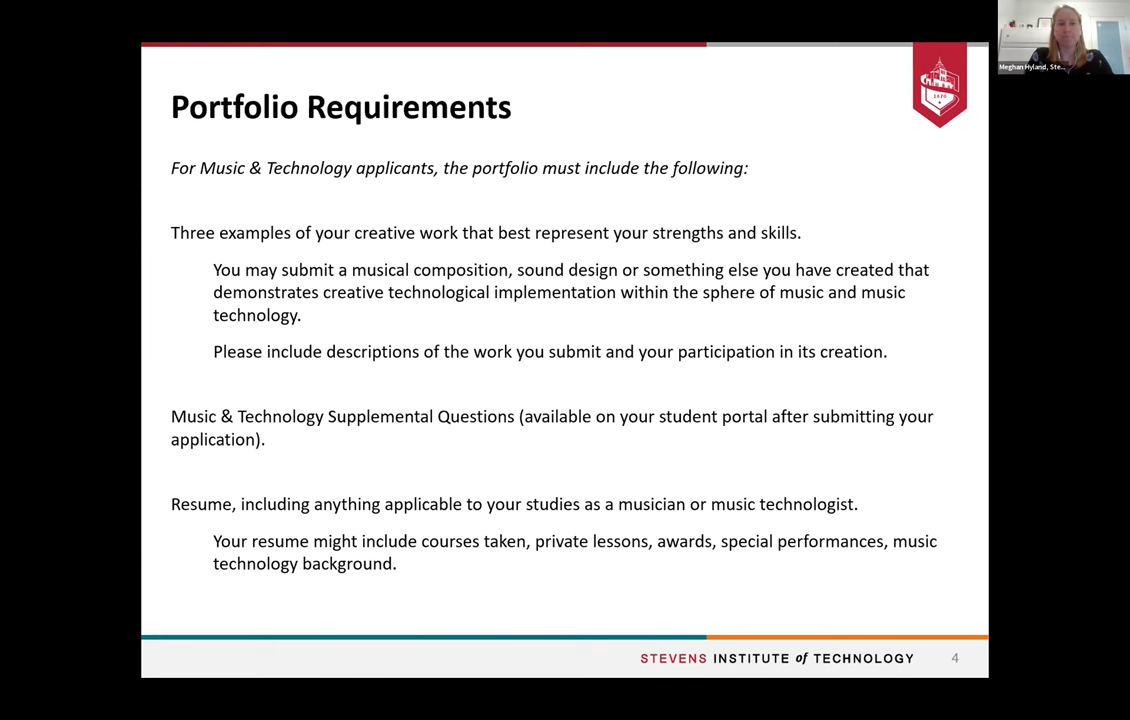 Meghan Hyland, Ste...
1870
Portfolio Requirements
For Music & Technology applicants, the portfolio must include the following:
Three examples of your creative work that best represent your strengths and skills.
You may submit a musical composition, sound design or something else you have created that
demonstrates creative technological implementation within the sphere of music and music
technology.
Please include descriptions of the work you submit and your participation in its creation.
Music & Technology Supplemental Questions (available on your student portal after submitting your
application).
Resume, including anything applicable to your studies as a musician or music technologist.
Your resume might include courses taken, private lessons, awards, special performances, music
technology background.
STEVENS INSTITUTE of TECHNOLOGY 4